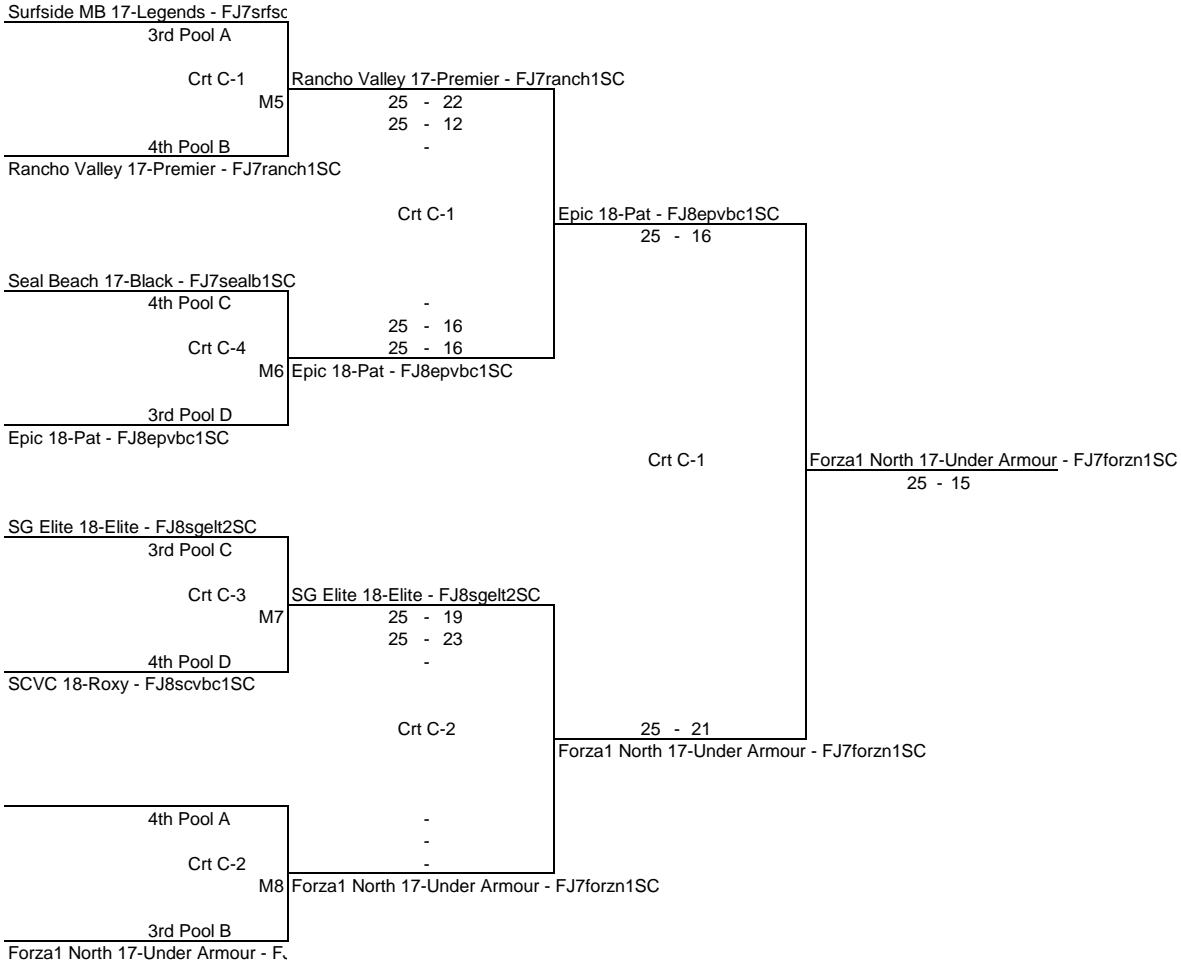 Surfside MB 17-Legends - FJ7srfsc
3rd Pool A
Crt C-1
Rancho Valley 17-Premier - FJ7ranch1SC
M5
25 - 22
25 - 12
4th Pool B
-
Rancho Valley 17-Premier - FJ7ranch1SC
Crt C-1
Epic 18-Pat - FJ8epvbc1SC
25 - 16
Seal Beach 17-Black - FJ7sealb1SC
4th Pool C
-
25 - 16
Crt C-4
25 - 16
M6
Epic 18-Pat - FJ8epvbc1SC
3rd Pool D
Epic 18-Pat - FJ8epvbc1SC
Crt C-1
Forza1 North 17-Under Armour - FJ7forzn1SC
25 - 15
SG Elite 18-Elite - FJ8sgelt2SC
3rd Pool C
Crt C-3
SG Elite 18-Elite - FJ8sgelt2SC
M7
25 - 19
25 - 23
4th Pool D
-
SCVC 18-Roxy - FJ8scvbc1SC
Crt C-2
25 - 21
Forza1 North 17-Under Armour - FJ7forzn1SC
4th Pool A
-
-
Crt C-2
-
M8
Forza1 North 17-Under Armour - FJ7forzn1SC
3rd Pool B
Forza1 North 17-Under Armour - F